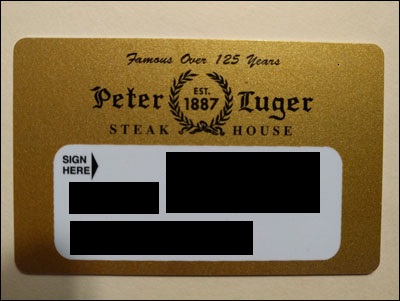 Famous Over 125 Years
Peter EST. 1887 Luger
STEAK HOUSE
SIGN
HERE